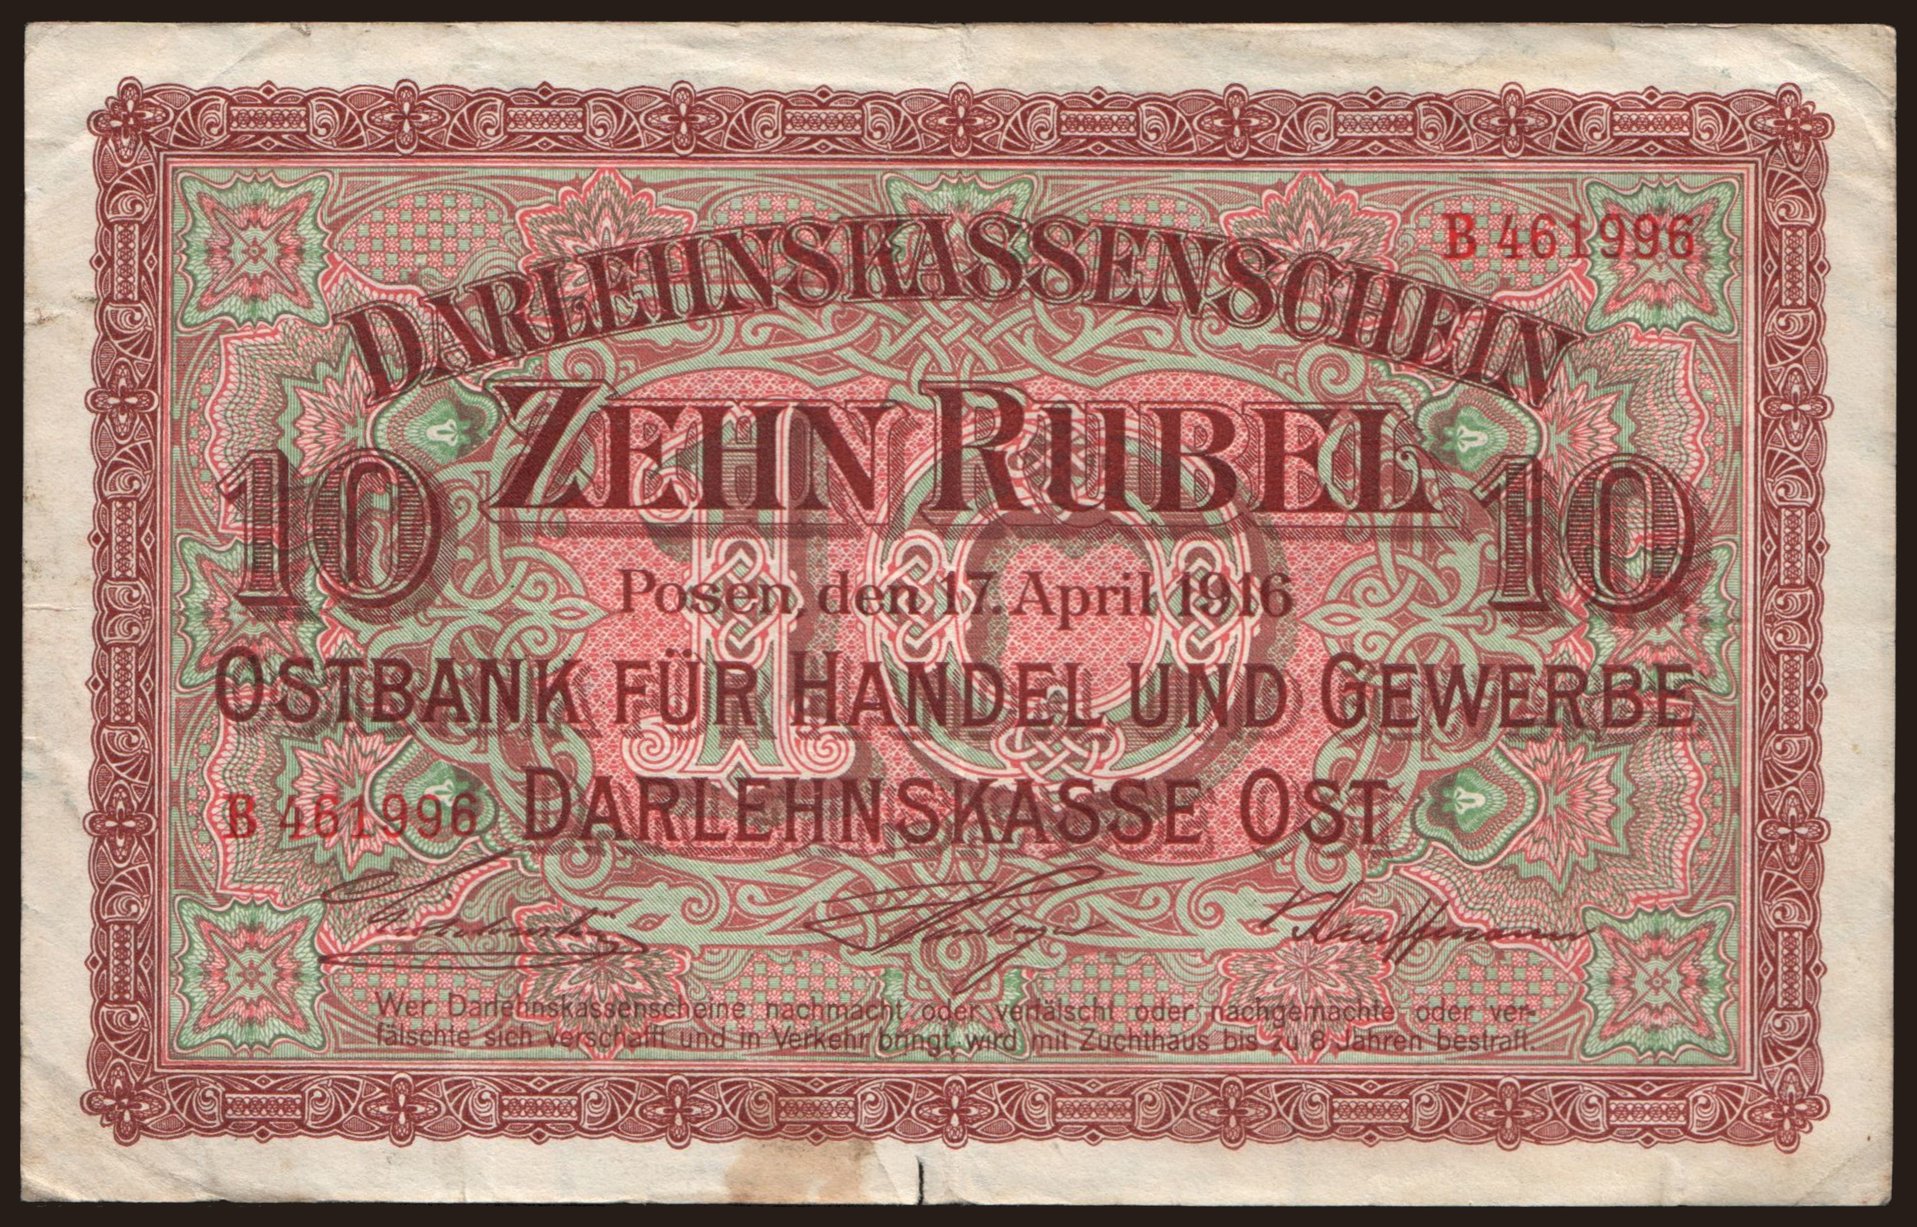 B 461996
DARLEHNSKASSENSCHEIN
ZEHN RUBEL
10 10
10
Posen, den 17. April 1916
OSTBANK FÜR HANDEL UND GEWERBE
B 461996 DARLEHNSKASSE OST
Kauffmann
Wer Darlehnskassenscheine nachmacht oder verfälscht oder nachgemachte oder ver-
fälschte sich verschafft und in Verkehr bringt, wird mit Zuchthaus bis zu 8 Jahren bestraft.